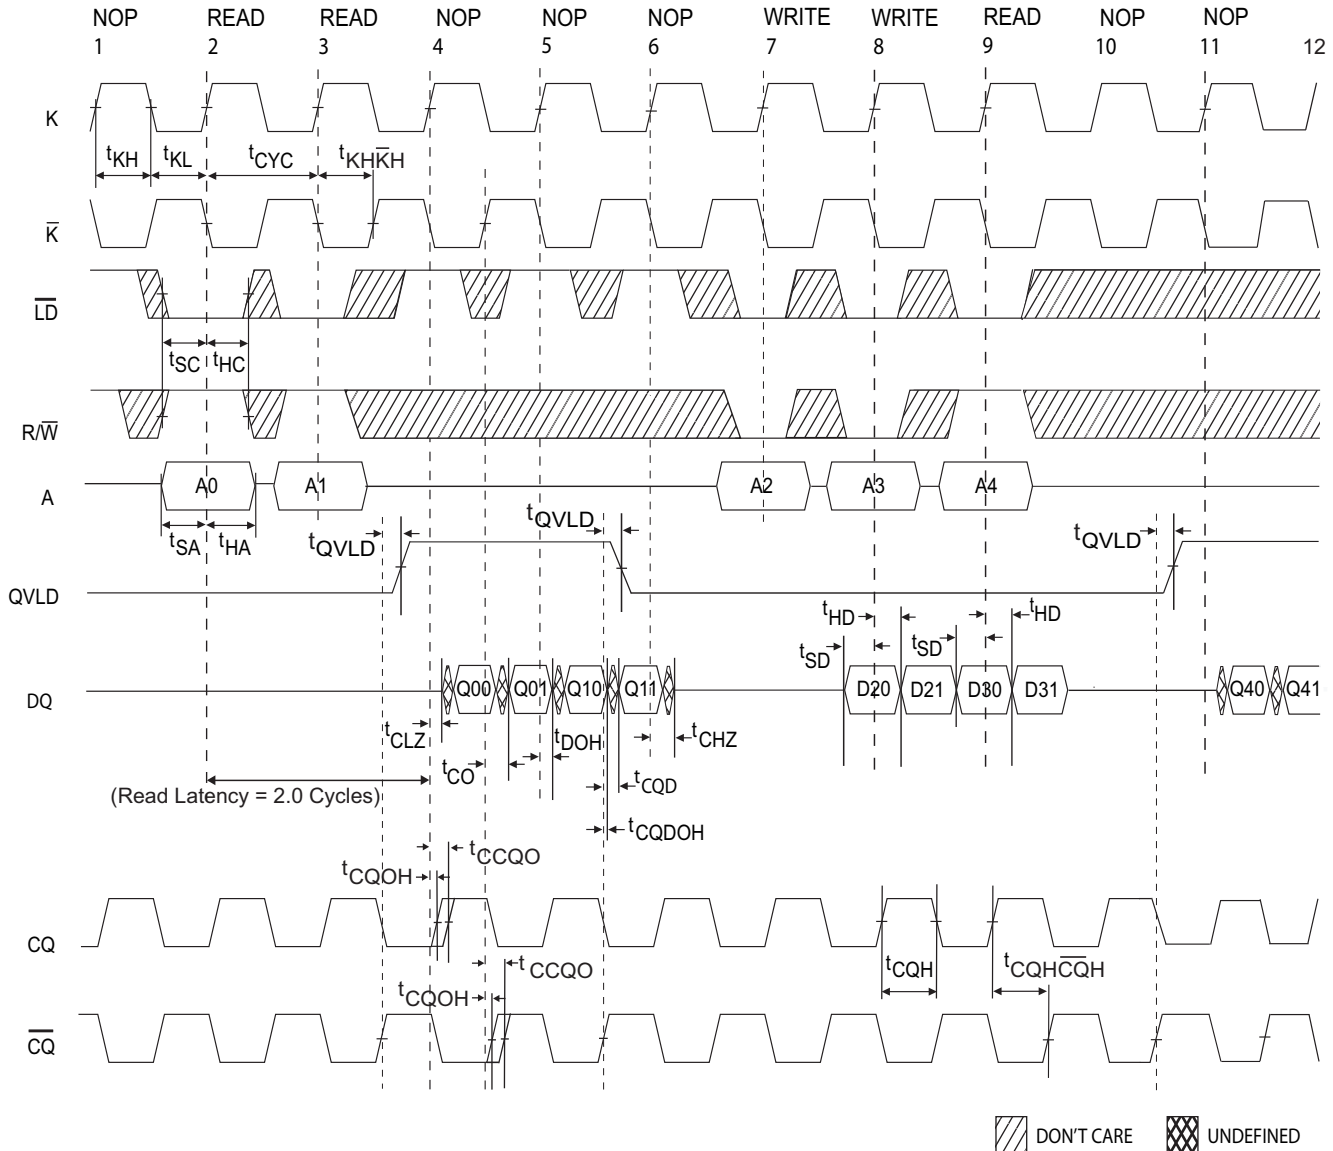 NOP READ READ NOP NOP NOP WRITE WRITE READ NOP NOP
1 2 3 4 5 6 7 8 9 10 11 12
K
tKH tKL tCYC tKHK̅H
K̅
L̅D̅
tSC tHC
R/W̅
A A0 A1 A2 A3 A4
tSA tHA tQVLD tQVLD tQVLD
QVLD
tHD tHD
tSD tSD
DQ Q00 Q01 Q10 Q11 D20 D21 D30 D31 Q40 Q41
tCLZ tDOH tCHZ
tCO tCQD
(Read Latency = 2.0 Cycles)
tCQDOH
tCCQO
tCQOH
CQ
tCCQO tCQH tCQHC̅Q̅H
tCQOH
C̅Q̅
DON'T CARE UNDEFINED